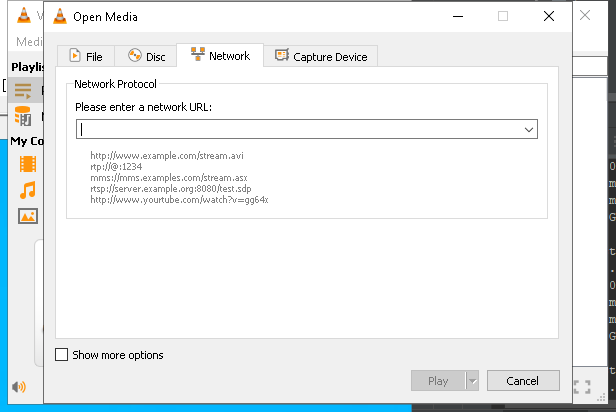 Open Media
Medi
File
Disc
Network
Capture Device
Playlis
Network Protocol
Please enter a network URL:
http://www.example.com/stream.avi
rtp://@:1234
mms://mms.examples.com/stream.asx
rtsp://server.example.org:8080/test.sdp
http://www.yourtube.com/watch?v=gg64x
My Co
Show more options
Play
Cancel